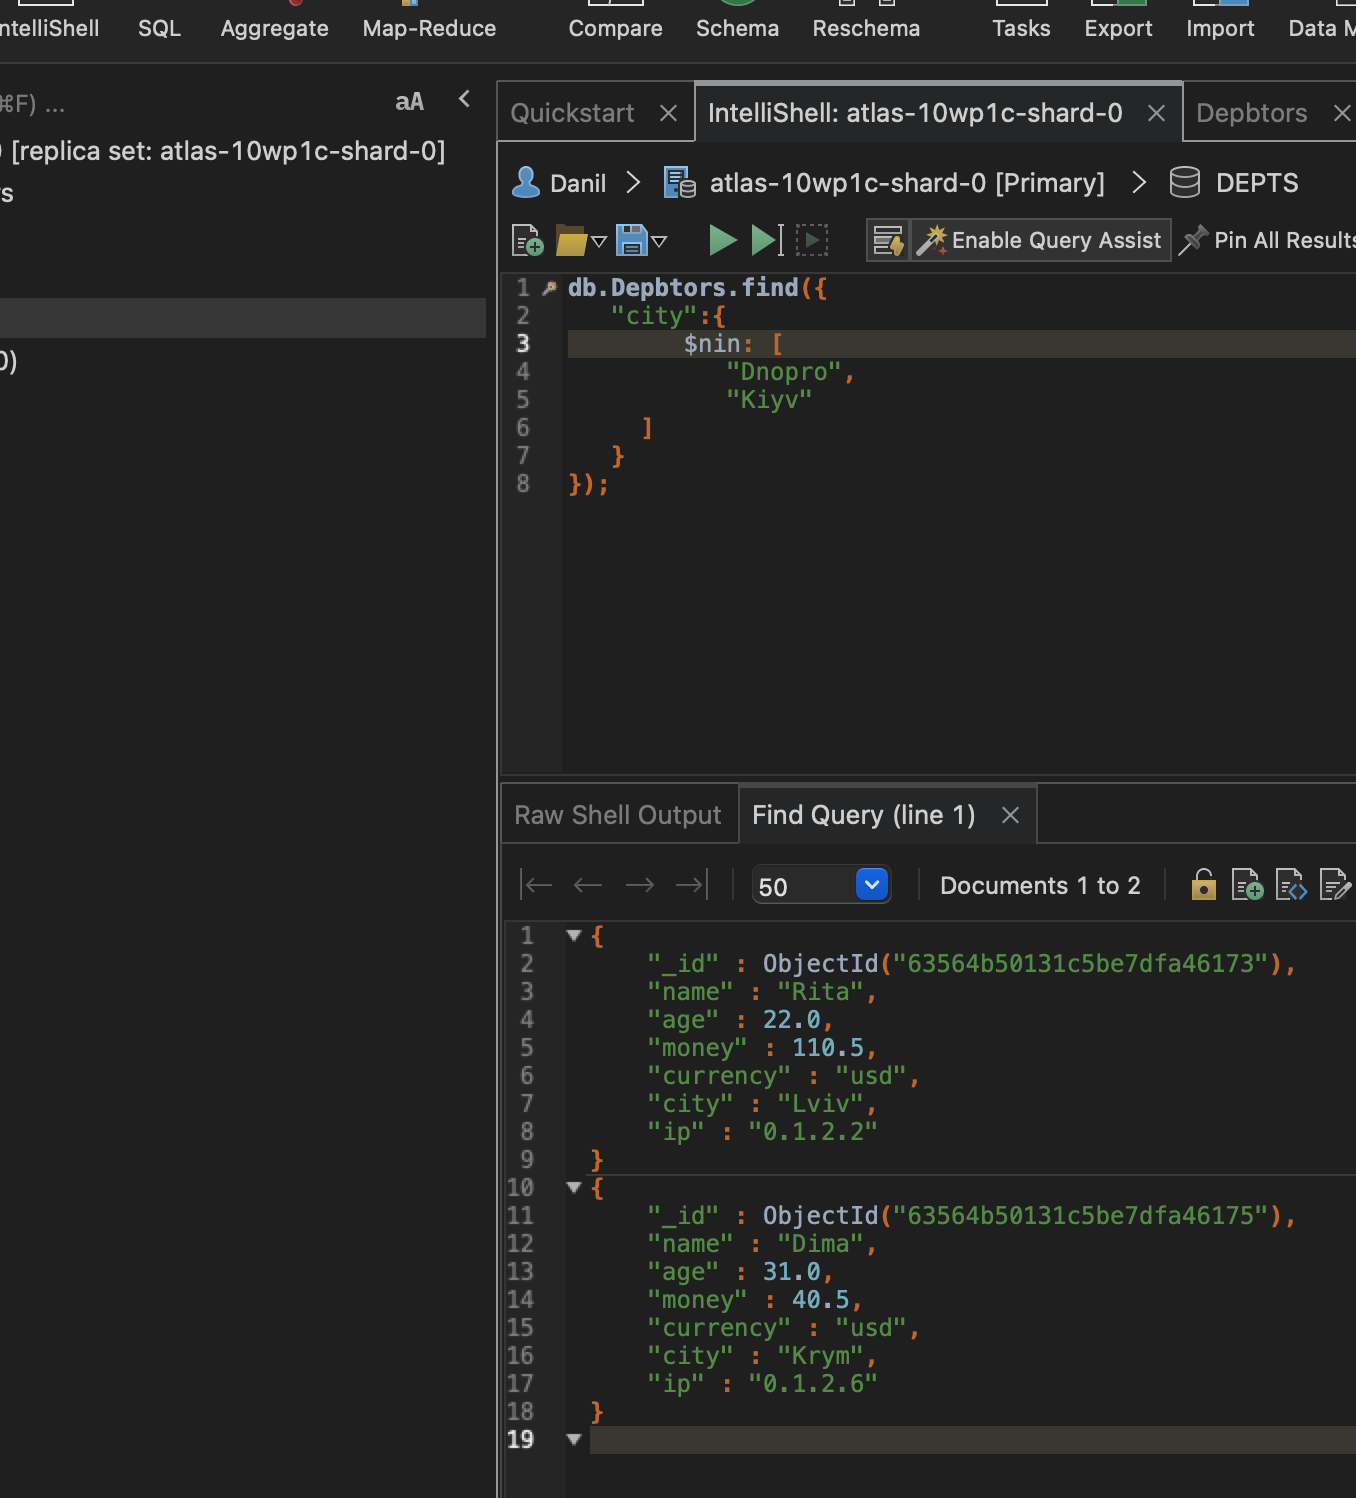 ntelliShell SQL Aggregate Map-Reduce Compare Schema Reschema Tasks Export Import Data M
⌘F) ... aA
[replica set: atlas-10wp1c-shard-0]
rs
0)
Quickstart IntelliShell: atlas-10wp1c-shard-0 Depbtors
Danil atlas-10wp1c-shard-0 [Primary] DEPTS
Enable Query Assist Pin All Results
1 db.Depbtors.find({
2 "city":{
3 $nin: [
4 "Dnopro",
5 "Kiyv"
6 ]
7 }
8 });
Raw Shell Output Find Query (line 1)
50 Documents 1 to 2
1 {
2 "_id" : ObjectId("63564b50131c5be7dfa46173"),
3 "name" : "Rita",
4 "age" : 22.0,
5 "money" : 110.5,
6 "currency" : "usd",
7 "city" : "Lviv",
8 "ip" : "0.1.2.2"
9 }
10 {
11 "_id" : ObjectId("63564b50131c5be7dfa46175"),
12 "name" : "Dima",
13 "age" : 31.0,
14 "money" : 40.5,
15 "currency" : "usd",
16 "city" : "Krym",
17 "ip" : "0.1.2.6"
18 }
19